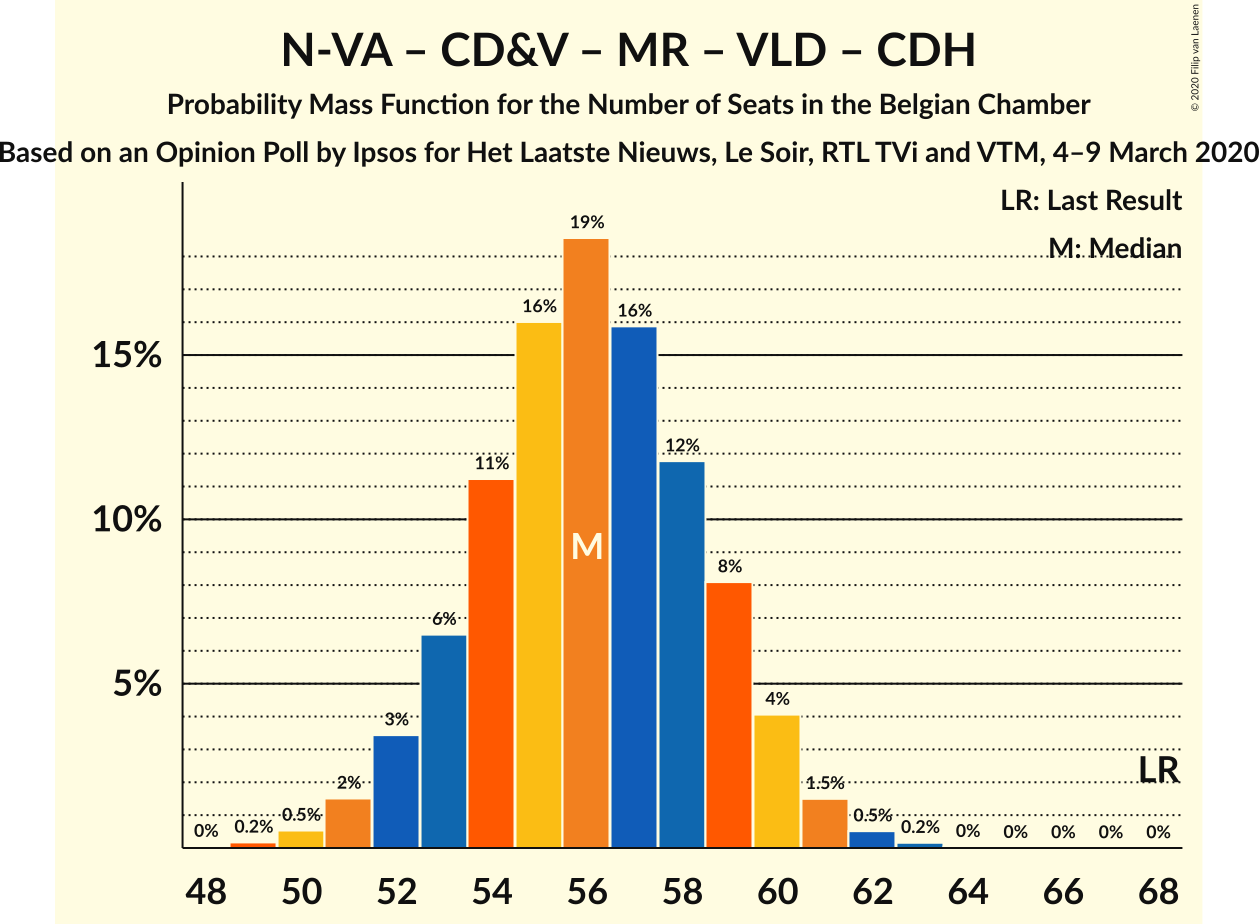 N-VA – CD&V – MR – VLD – CDH
Probability Mass Function for the Number of Seats in the Belgian Chamber
Based on an Opinion Poll by Ipsos for Het Laatste Nieuws, Le Soir, RTL TVi and VTM, 4–9 March 2020
© 2020 Filip van Laenen
LR: Last Result
M: Median
15%
10%
5%
0%
0.2%
0.5%
2%
3%
6%
11%
16%
19%
16%
12%
8%
4%
1.5%
0.5%
0.2%
0%
0%
0%
0%
0%
M
LR
48 50 52 54 56 58 60 62 64 66 68